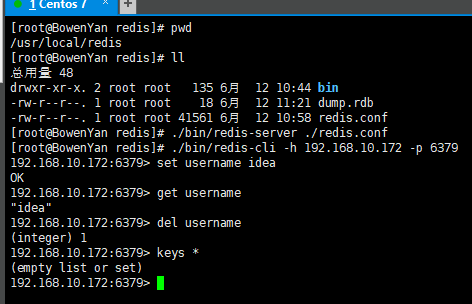 1 Centos 7
[root@BowenYan redis]# pwd
/usr/local/redis
[root@BowenYan redis]# ll
总用量 48
drwxr-xr-x. 2 root root   135 6月  12 10:44 bin
-rw-r--r--. 1 root root    18 6月  12 11:21 dump.rdb
-rw-r--r--. 1 root root 41561 6月  12 10:58 redis.conf
[root@BowenYan redis]# ./bin/redis-server ./redis.conf
[root@BowenYan redis]# ./bin/redis-cli -h 192.168.10.172 -p 6379
192.168.10.172:6379> set username idea
OK
192.168.10.172:6379> get username
"idea"
192.168.10.172:6379> del username
(integer) 1
192.168.10.172:6379> keys *
(empty list or set)
192.168.10.172:6379>